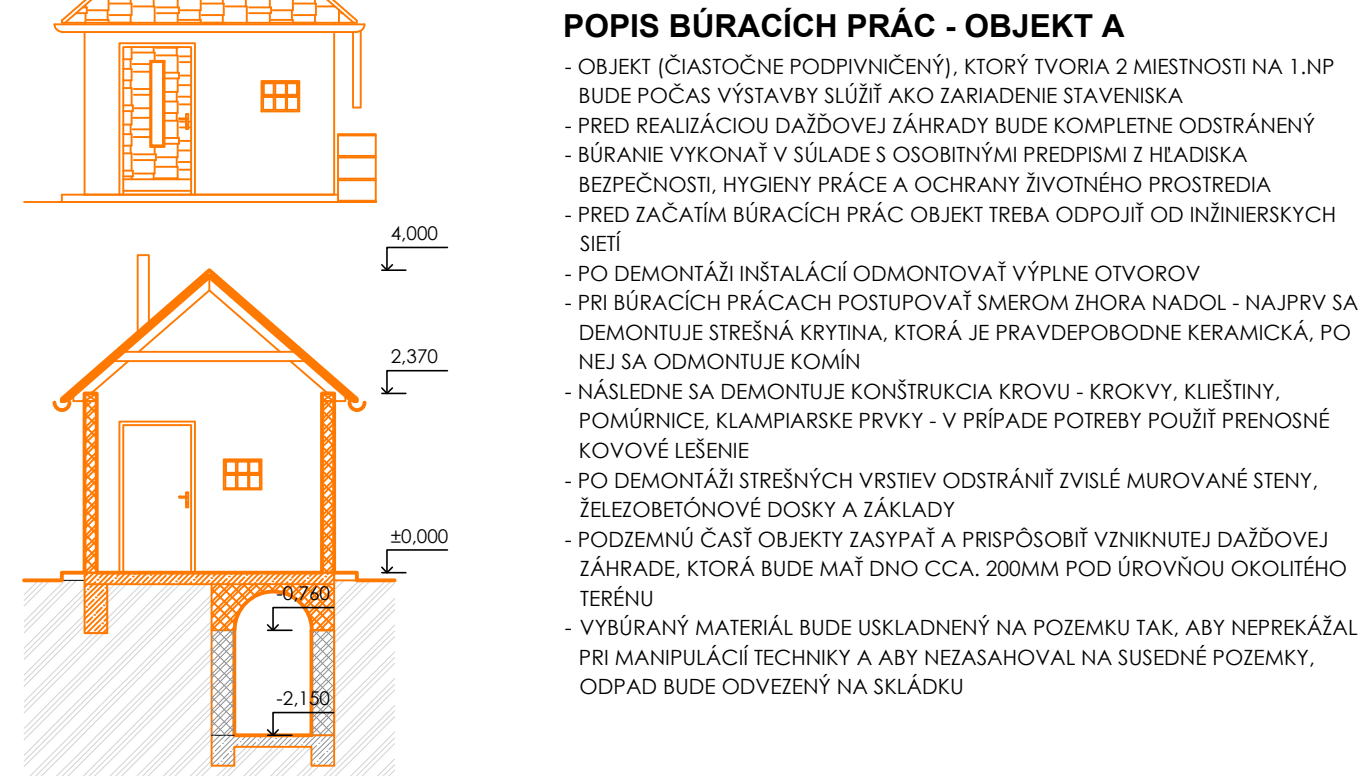 POPIS BÚRACÍCH PRÁC - OBJEKT A
- OBJEKT (ČIASTOČNE PODPIVNIČENÝ), KTORÝ TVORIA 2 MIESTNOSTI NA 1.NP
BUDE POČAS VÝSTAVBY SLÚŽIŤ AKO ZARIADENIE STAVENISKA
- PRED REALIZÁCIOU DAŽĎOVEJ ZÁHRADY BUDE KOMPLETNE ODSTRÁNENÝ
- BÚRANIE VYKONAŤ V SÚLADE S OSOBITNÝMI PREDPISMI Z HĽADISKA
BEZPEČNOSTI, HYGIENY PRÁCE A OCHRANY ŽIVOTNÉHO PROSTREDIA
- PRED ZAČATÍM BÚRACÍCH PRÁC OBJEKT TREBA ODPOJIŤ OD INŽINIERSKYCH
SIETÍ
- PO DEMONTÁŽI INŠTALÁCIÍ ODMONTOVAŤ VÝPLNE OTVOROV
- PRI BÚRACÍCH PRÁCACH POSTUPOVAŤ SMEROM ZHORA NADOL - NAJPRV SA
DEMONTUJE STREŠNÁ KRYTINA, KTORÁ JE PRAVDEPOBODNE KERAMICKÁ, PO
NEJ SA ODMONTUJE KOMÍN
- NÁSLEDNE SA DEMONTUJE KONŠTRUKCIA KROVU - KROKVY, KLIEŠTINY,
POMÚRNICE, KLAMPIARSKE PRVKY - V PRÍPADE POTREBY POUŽIŤ PRENOSNÉ
KOVOVÉ LEŠENIE
- PO DEMONTÁŽI STREŠNÝCH VRSTIEV ODSTRÁNIŤ ZVISLÉ MUROVANÉ STENY,
ŽELEZOBETÓNOVÉ DOSKY A ZÁKLADY
- PODZEMNÚ ČASŤ OBJEKTY ZASYPAŤ A PRISPÔSOBIŤ VZNIKNUTEJ DAŽĎOVEJ
ZÁHRADE, KTORÁ BUDE MAŤ DNO CCA. 200MM POD ÚROVŇOU OKOLITÉHO
TERÉNU
- VYBÚRANÝ MATERIÁL BUDE USKLADNENÝ NA POZEMKU TAK, ABY NEPREKÁŽAL
PRI MANIPULÁCIÍ TECHNIKY A ABY NEZASAHOVAL NA SUSEDNÉ POZEMKY,
ODPAD BUDE ODVEZENÝ NA SKLÁDKU
4,000
2,370
±0,000
-0,760
-2,150